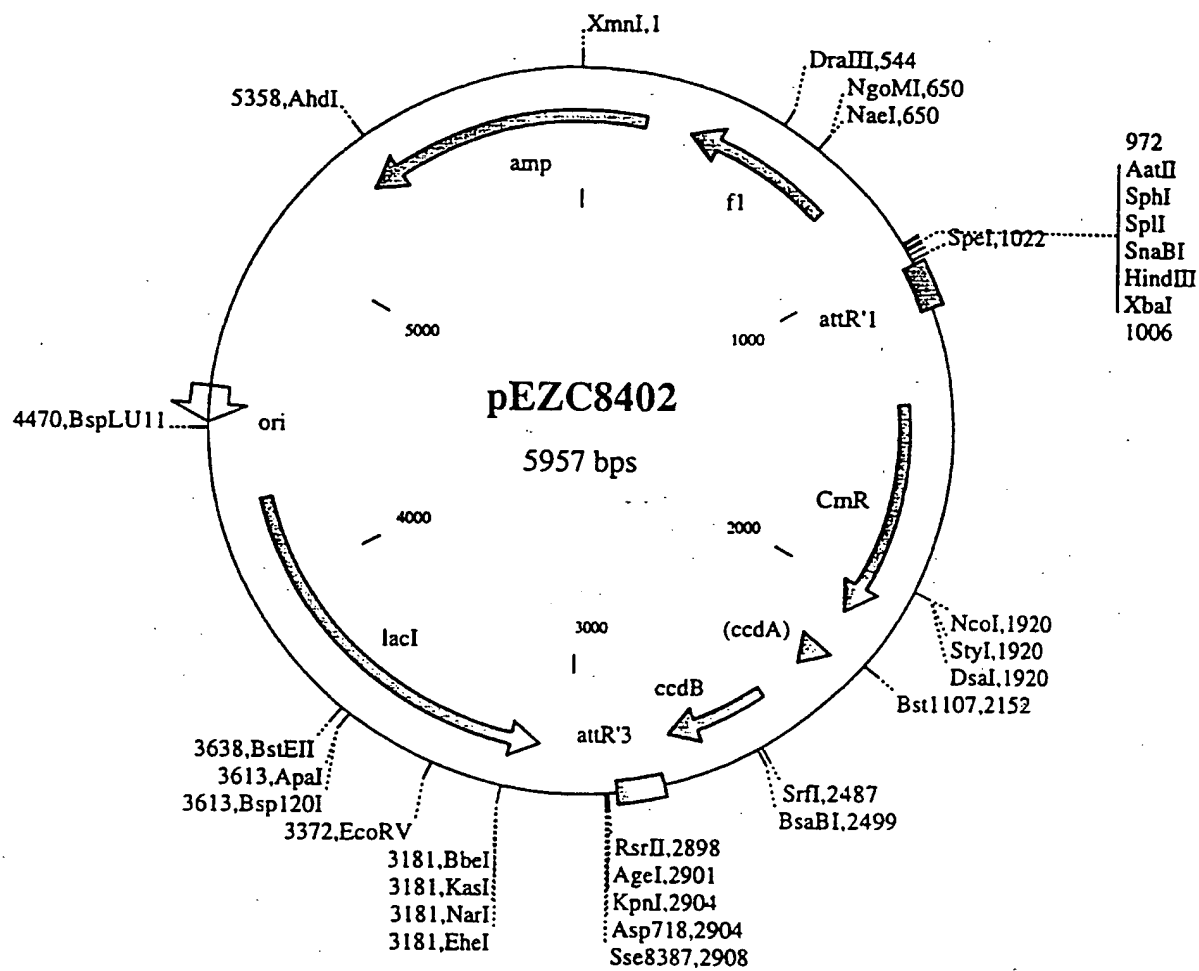 XmnI,1
DraIII,544
NgoMI,650
NaeI,650
5358,AhdI
972
AatII
SphI
SplI
SnaBI
HindIII
XbaI
1006
SpeI,1022
amp
f1
attR'1
5000
1000
pEZC8402
5957 bps
4470,BspLU11
ori
CmR
4000
2000
NcoI,1920
StyI,1920
DsaI,1920
Bst1107,2152
(ccdA)
3000
lacI
ccdB
attR'3
3638,BstEII
3613,ApaI
3613,Bsp120I
3372,EcoRV
3181,BbeI
3181,KasI
3181,NarI
3181,EheI
SrfI,2487
BsaBI,2499
RsrII,2898
AgeI,2901
KpnI,2904
Asp718,2904
Sse8387,2908